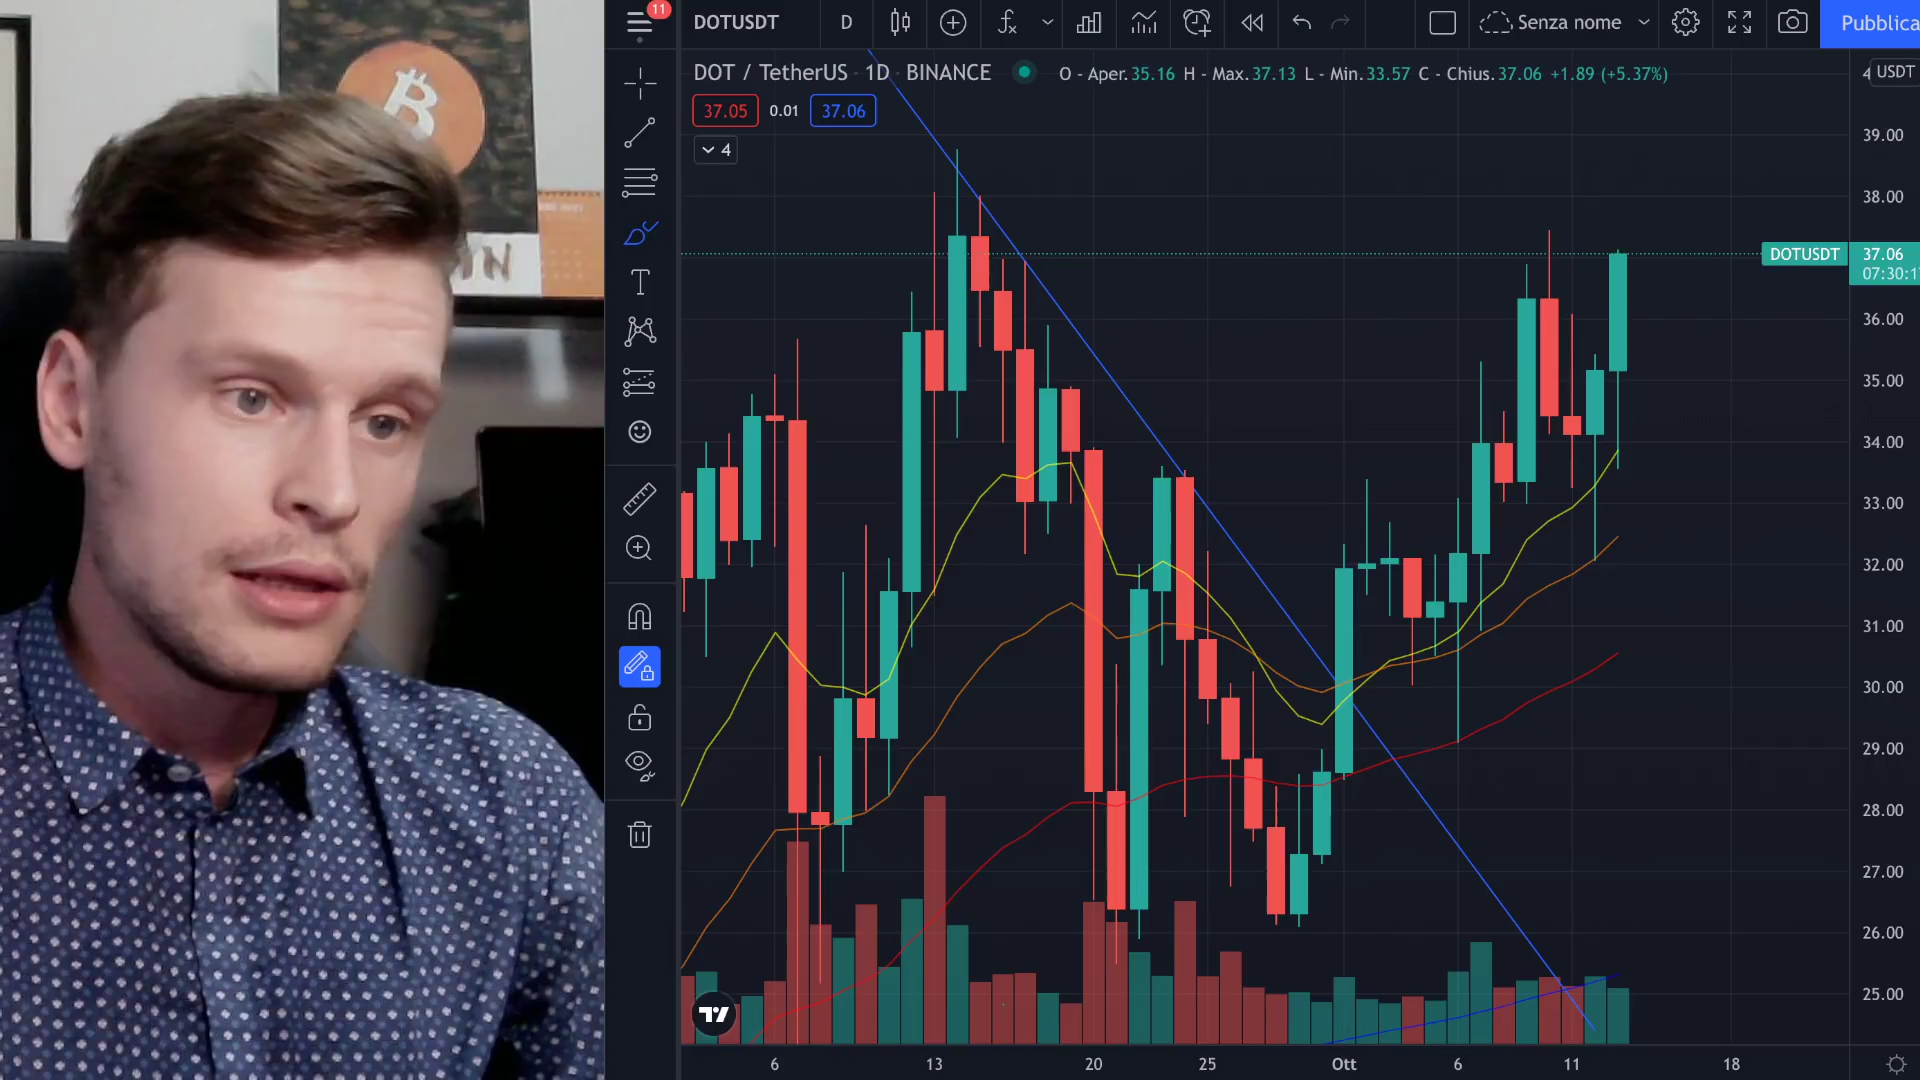 11
DOTUSDT D Senza nome Pubblica
DOT / TetherUS · 1D · BINANCE O - Aper.35.16 H - Max.37.13 L - Min.33.57 C - Chius.37.06 +1.89 (+5.37%)
USDT
37.05 0.01 37.06
4
39.00
38.00
DOTUSDT 37.06
07:30:1
36.00
35.00
34.00
33.00
32.00
31.00
30.00
29.00
28.00
27.00
26.00
25.00
6 13 20 25 Ott 6 11 18